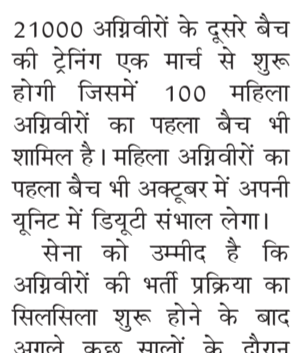 21000 अग्निवीरों के दूसरे बैच
की ट्रेनिंग एक मार्च से शुरू
होगी जिसमें 100 महिला
अग्निवीरों का पहला बैच भी
शामिल है। महिला अग्निवीरों का
पहला बैच भी अक्टूबर में अपनी
यूनिट में डियूटी संभाल लेगा।
सेना को उम्मीद है कि
अग्निवीरों की भर्ती प्रक्रिया का
सिलसिला शुरू होने के बाद
अगले कुछ सालों के दौरान